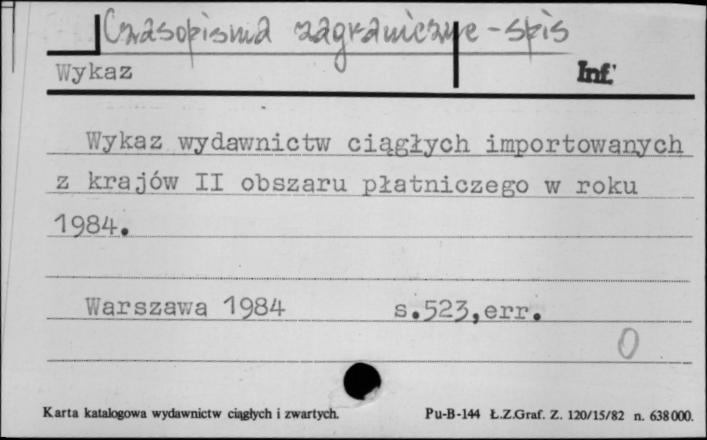 Czasopisma zagraniczne - spis
Wykaz Inf.
Wykaz wydawnictw ciągłych importowanych
z krajów II obszaru płatniczego w roku
1984.
Warszawa 1984 s.523,err.
0
Karta katalogowa wydawnictw ciągłych i zwartych. Pu-B-144 Ł.Z.Graf. Z. 120/15/82 n. 638000.